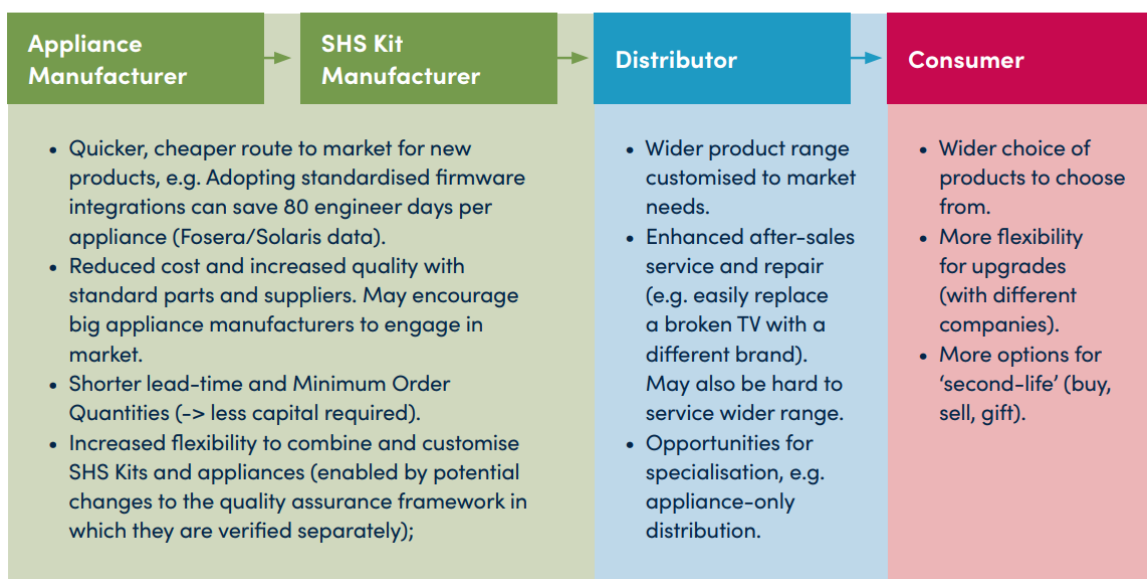 Appliance
Manufacturer
SHS Kit
Manufacturer
Distributor
Consumer
• Quicker, cheaper route to market for new
products, e.g. Adopting standardised firmware
integrations can save 80 engineer days per
appliance (Fosera/Solaris data).
• Reduced cost and increased quality with
standard parts and suppliers. May encourage
big appliance manufacturers to engage in
market.
• Shorter lead-time and Minimum Order
Quantities (-> less capital required).
• Increased flexibility to combine and customise
SHS Kits and appliances (enabled by potential
changes to the quality assurance framework in
which they are verified separately);
• Wider product range
customised to market
needs.
• Enhanced after-sales
service and repair
(e.g. easily replace
a broken TV with a
different brand).
May also be hard to
service wider range.
• Opportunities for
specialisation, e.g.
appliance-only
distribution.
• Wider choice of
products to choose
from.
• More flexibility
for upgrades
(with different
companies).
• More options for
‘second-life’ (buy,
sell, gift).